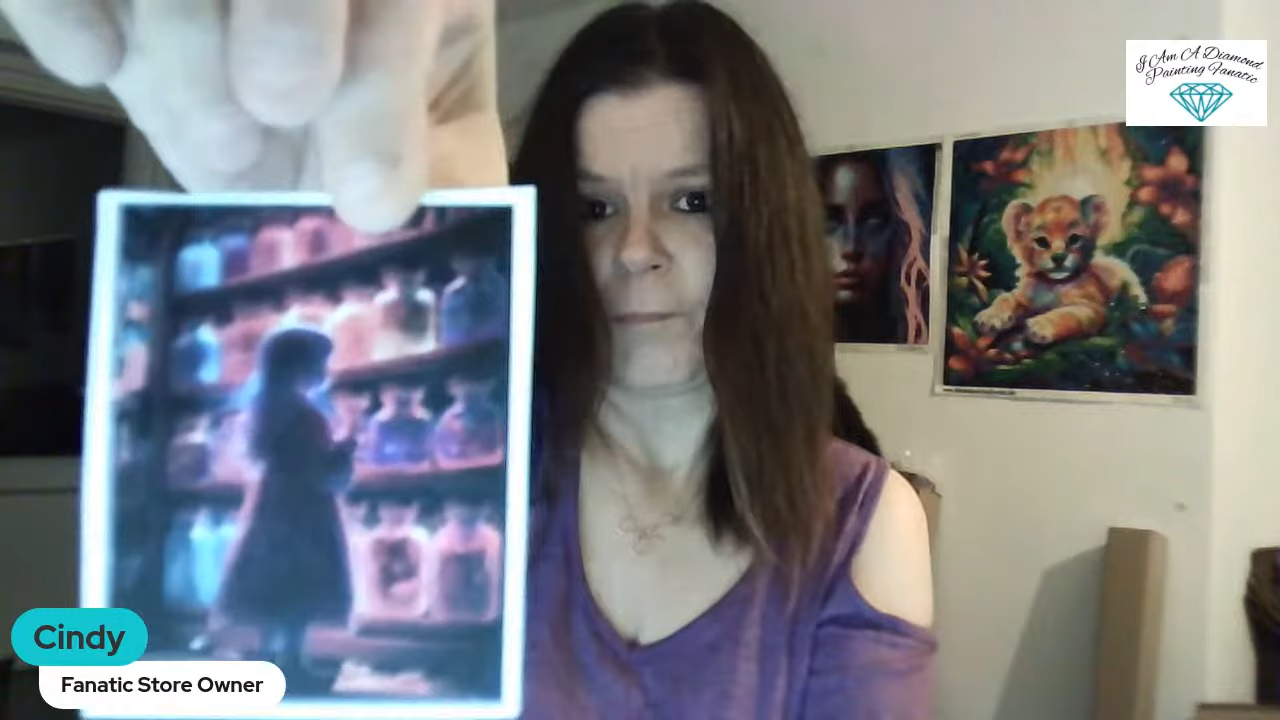 I Am A Diamond
Painting Fanatic
Cindy
Fanatic Store Owner